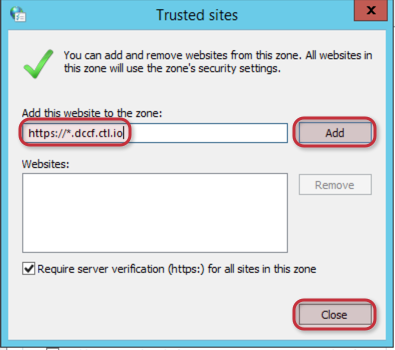 Trusted sites
x
You can add and remove websites from this zone. All websites in
this zone will use the zone's security settings.
Add this website to the zone:
https://*.dccf.ctl.io
Add
Websites:
Remove
Require server verification (https:) for all sites in this zone
Close